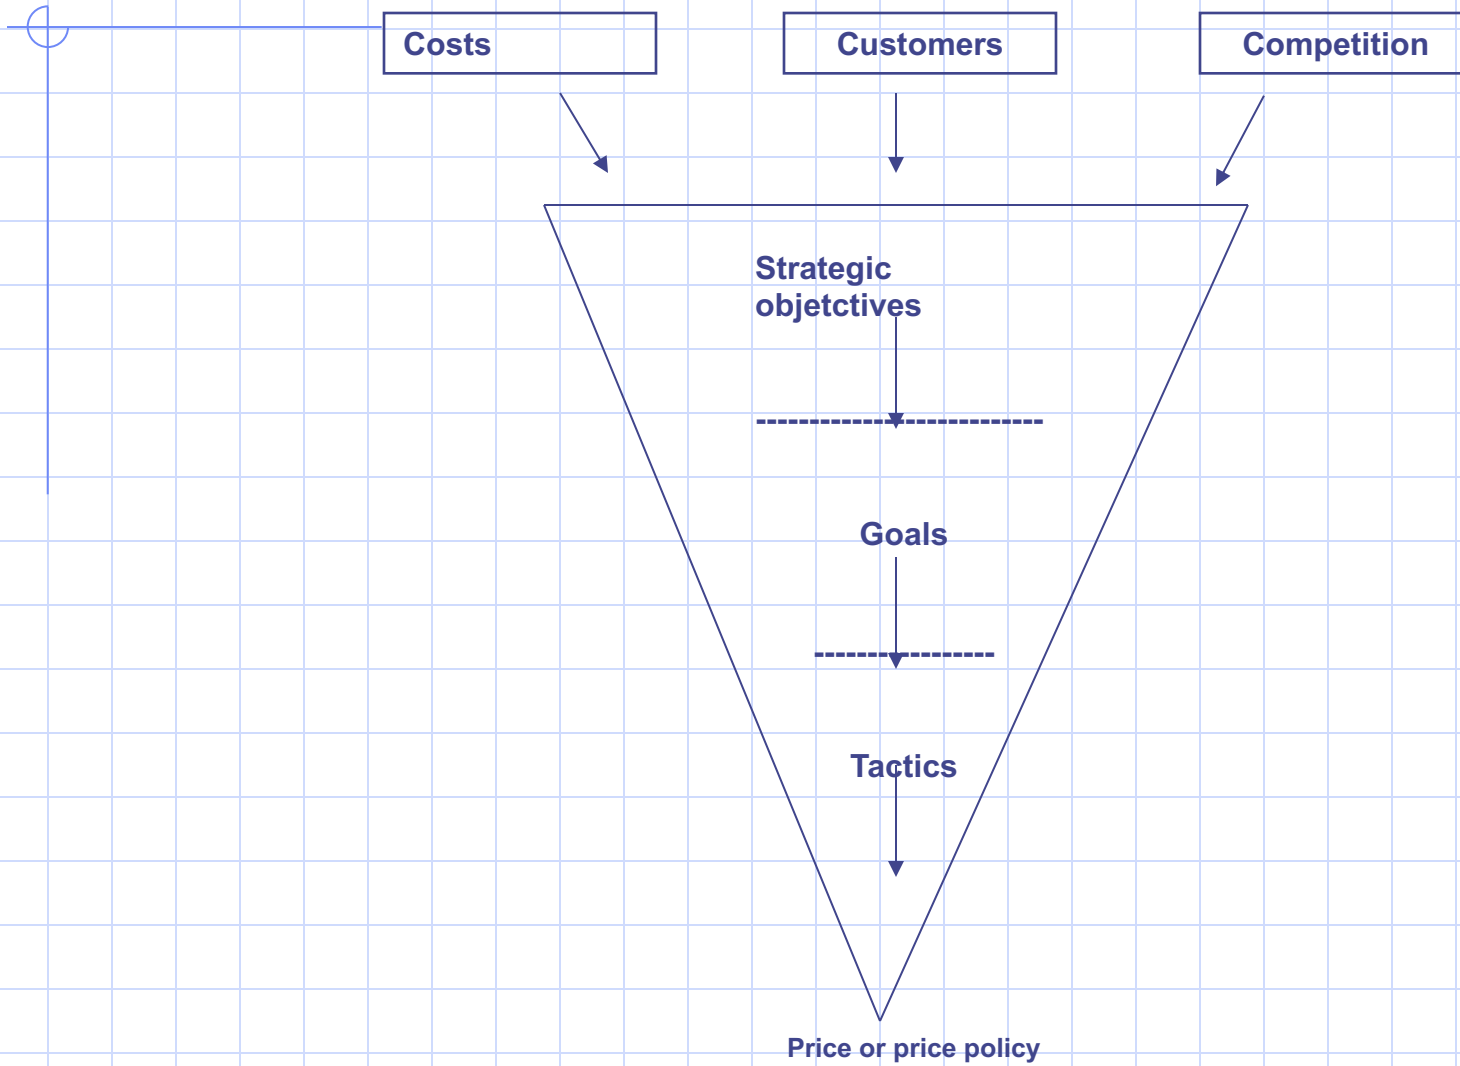 Costs
Customers
Competition
Strategic
objetctives
--------------------------
Goals
----------------
Tactics
Price or price policy